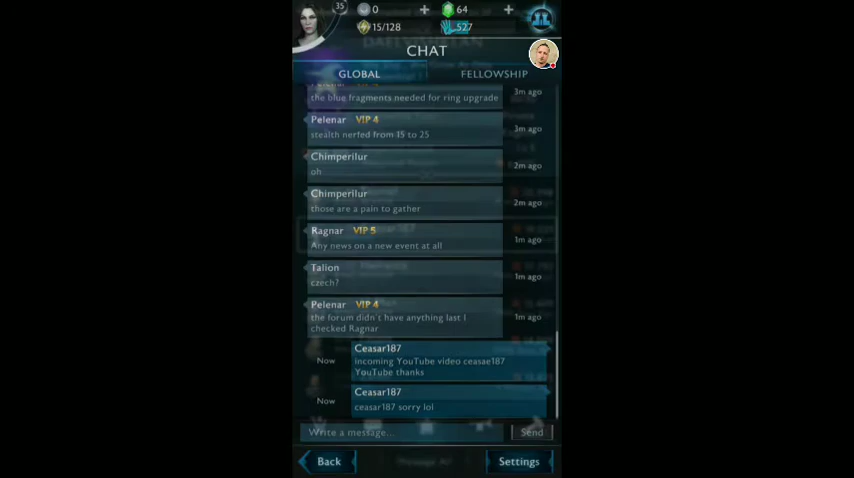 35
0
64
15/128
527
CHAT
GLOBAL
FELLOWSHIP
the blue fragments needed for ring upgrade
3m ago
Pelenar VIP 4
stealth nerfed from 15 to 25
3m ago
Chimperilur
oh
2m ago
Chimperilur
those are a pain to gather
2m ago
Ragnar VIP 5
Any news on a new event at all
1m ago
Talion
czech?
1m ago
Pelenar VIP 4
the forum didn't have anything last I
checked Ragnar
1m ago
Ceasar187
Now
incoming YouTube video ceasae187
YouTube thanks
Ceasar187
Now
ceasar187 sorry lol
Write a message...
Send
Back
Settings